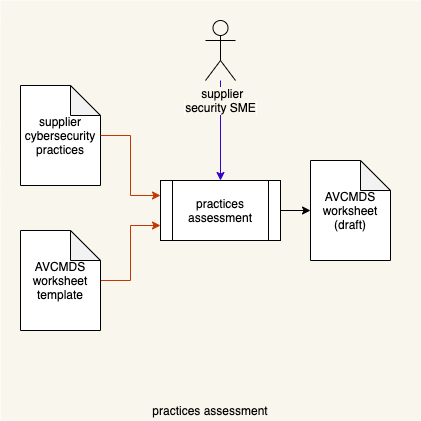 supplier
security SME
supplier
cybersecurity
practices
practices
assessment
AVCMDS
worksheet
(draft)
AVCMDS
worksheet
template
practices assessment